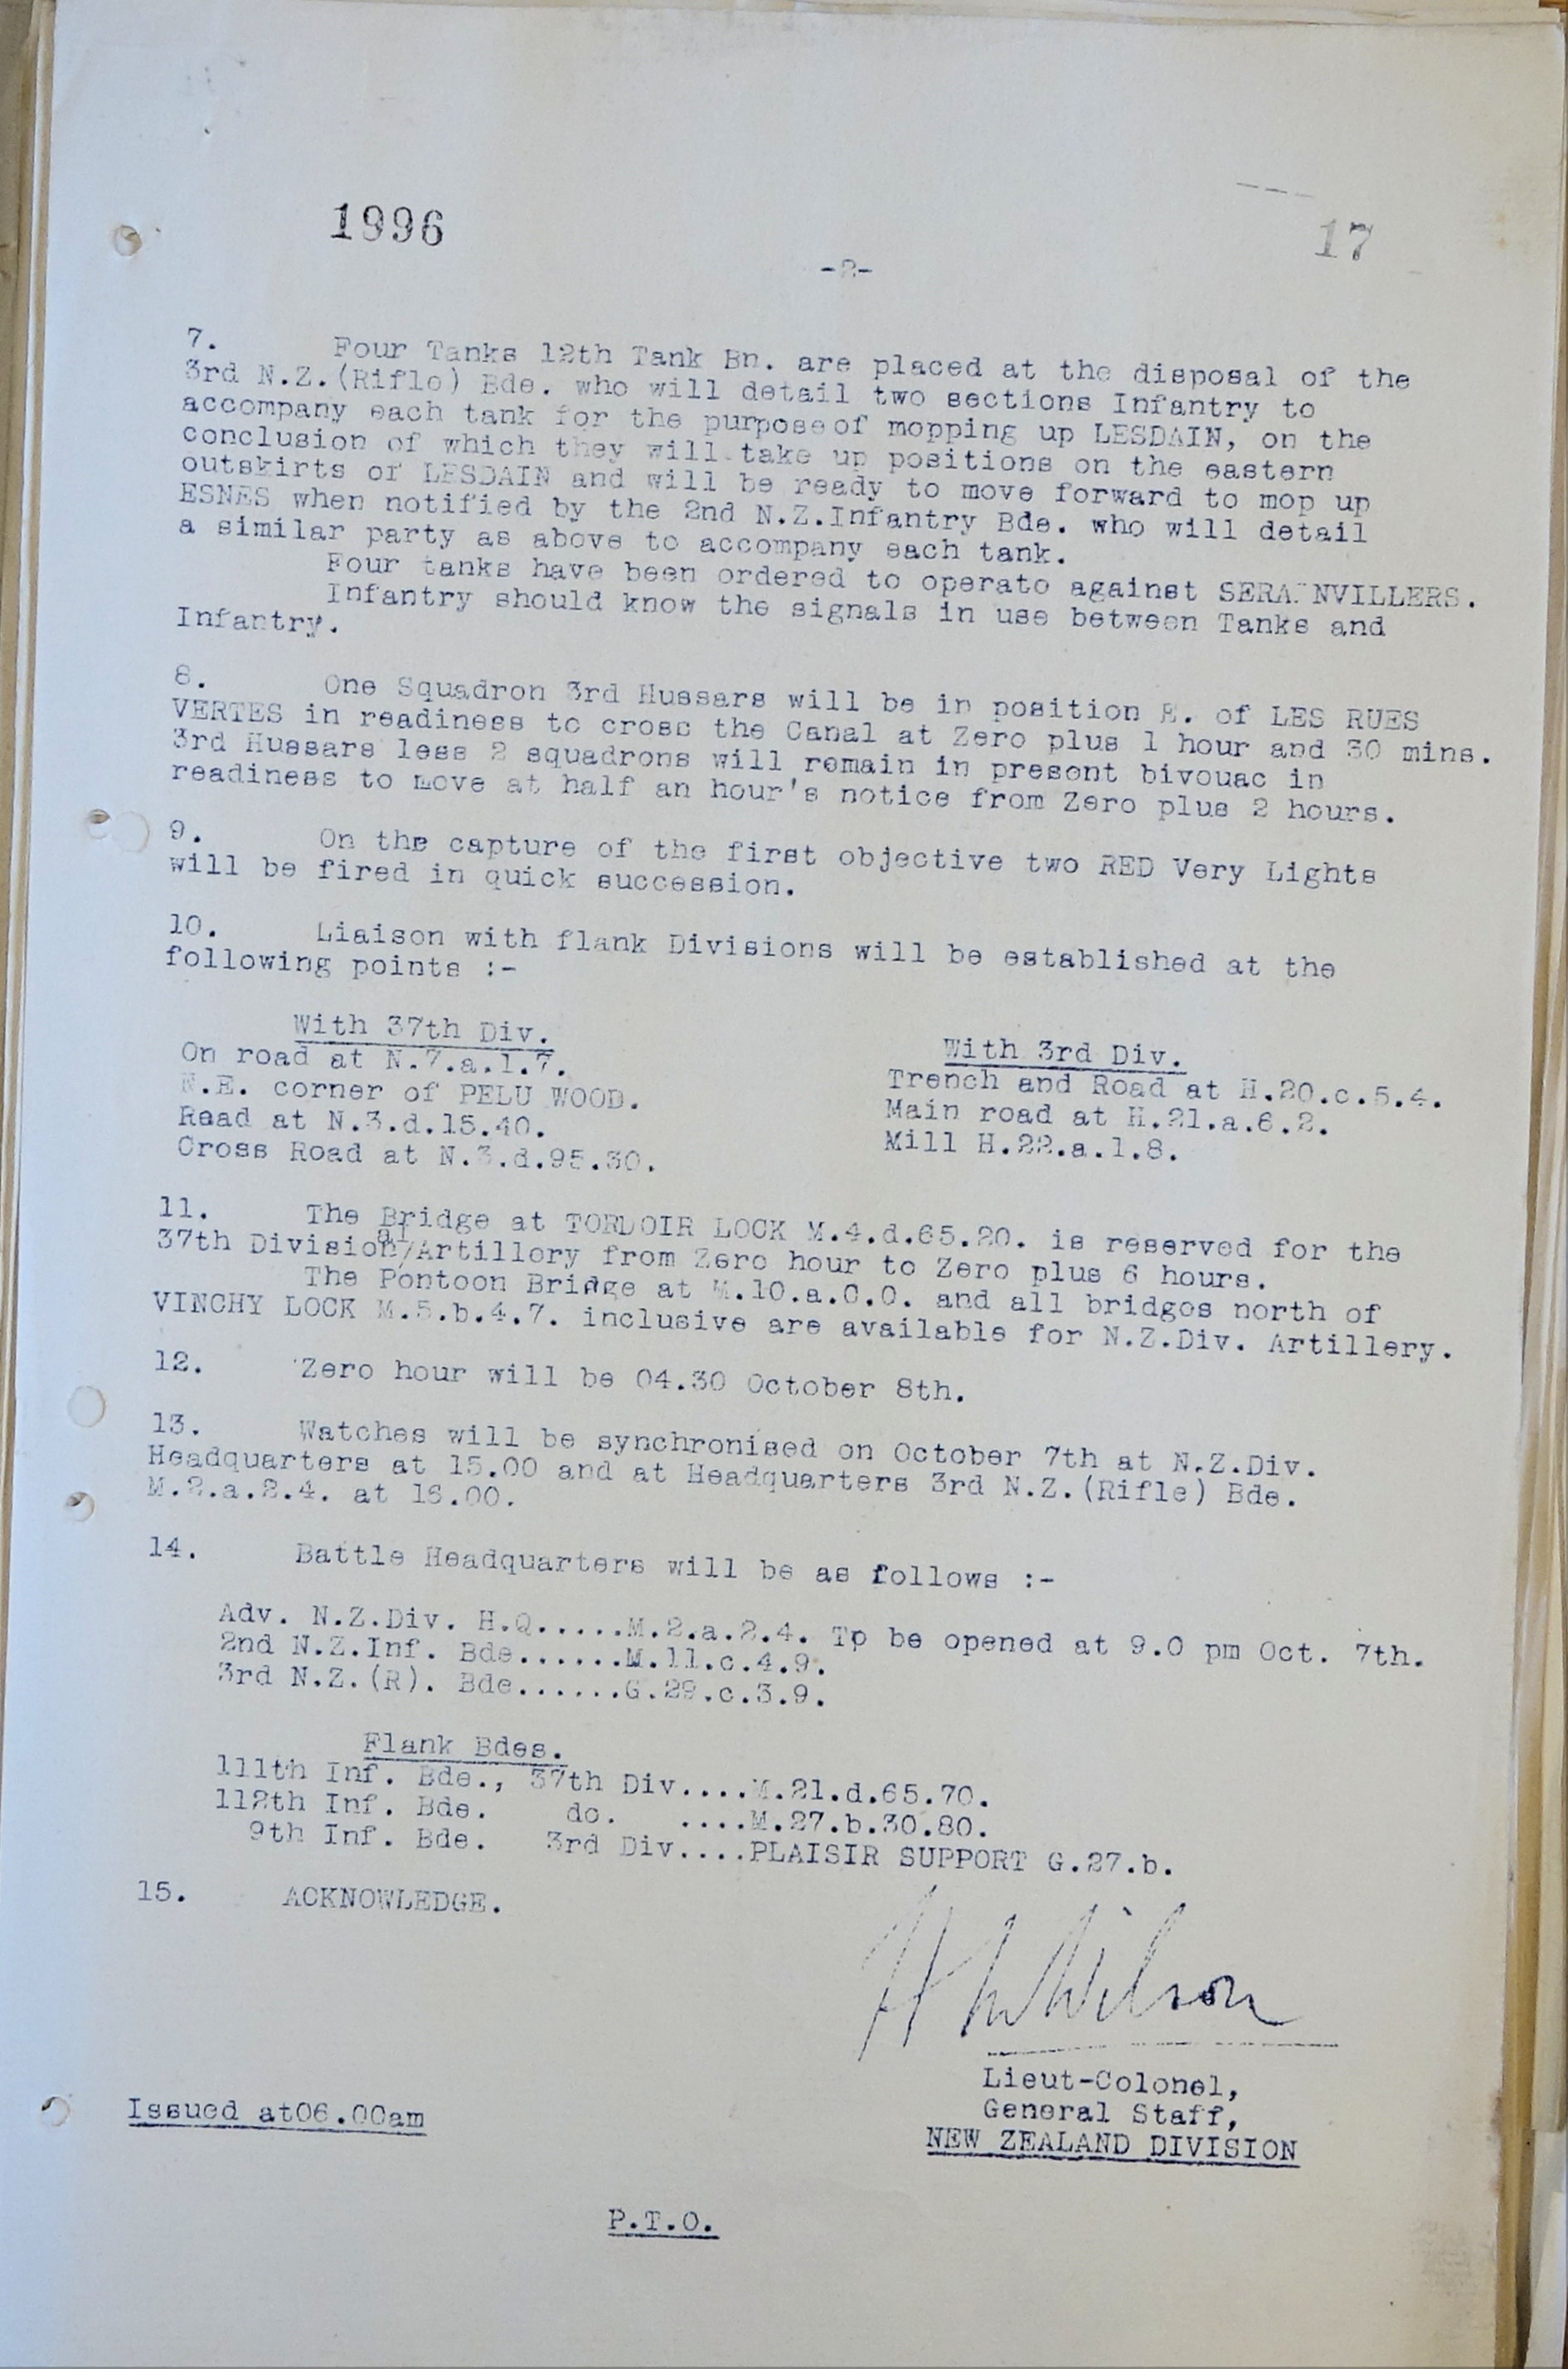 1996
17
-2-
7. Four Tanks 12th Tank Bn. are placed at the disposal of the
3rd N.Z.(Rifle) Bde. who will detail two sections Infantry to
accompany each tank for the purpose of mopping up LESDAIN, on the
conclusion of which they will take up positions on the eastern
outskirts of LESDAIN and will be ready to move forward to mop up
ESNES when notified by the 2nd N.Z.Infantry Bde. who will detail
a similar party as above to accompany each tank.
Four tanks have been ordered to operato against SERA NVILLERS.
Infantry should know the signals in use between Tanks and
Infantry.
8. One Squadron 3rd Hussars will be in position E. of LES RUES
VERTES in readiness to cross the Canal at Zero plus 1 hour and 30 mins.
3rd Hussars less 2 squadrons will remain in present bivouac in
readiness to move at half an hour's notice from Zero plus 2 hours.
9. On the capture of the first objective two RED Very Lights
will be fired in quick succession.
10. Liaison with flank Divisions will be established at the
following points :-
With 37th Div.
On road at N.7.a.1.7.
N.E. corner of PELU WOOD.
Raad at N.3.d.15.40.
Cross Road at N.3.d.95.30.
With 3rd Div.
Trench and Road at H.20.c.5.4.
Main road at H.21.a.6.2.
Mill H.22.a.1.8.
11. The Bridge at TORDOIR LOCK M.4.d.65.20. is reserved for the
al
37th Division/Artillory from Zero hour to Zero plus 6 hours.
The Pontoon Bridge at M.10.a.0.0. and all bridges north of
VINCHY LOCK M.5.b.4.7. inclusive are available for N.Z.Div. Artillery.
12. Zero hour will be 04.30 October 8th.
13. Watches will be synchronised on October 7th at N.Z.Div.
Headquarters at 15.00 and at Headquarters 3rd N.Z.(Rifle) Bde.
M.2.a.2.4. at 16.00.
14. Battle Headquarters will be as follows :-
Adv. N.Z.Div. H.Q.....M.2.a.2.4. Tp be opened at 9.0 pm Oct. 7th.
2nd N.Z.Inf. Bde......M.11.c.4.9.
3rd N.Z.(R). Bde......G.29.c.3.9.
Flank Bdes.
111th Inf. Bde., 37th Div....M.21.d.65.70.
112th Inf. Bde. do. ....M.27.b.30.80.
9th Inf. Bde. 3rd Div....PLAISIR SUPPORT G.27.b.
15. ACKNOWLEDGE.
Wilson
Lieut-Colonel,
General Staff,
NEW ZEALAND DIVISION
Issued at06.00am
P.T.O.